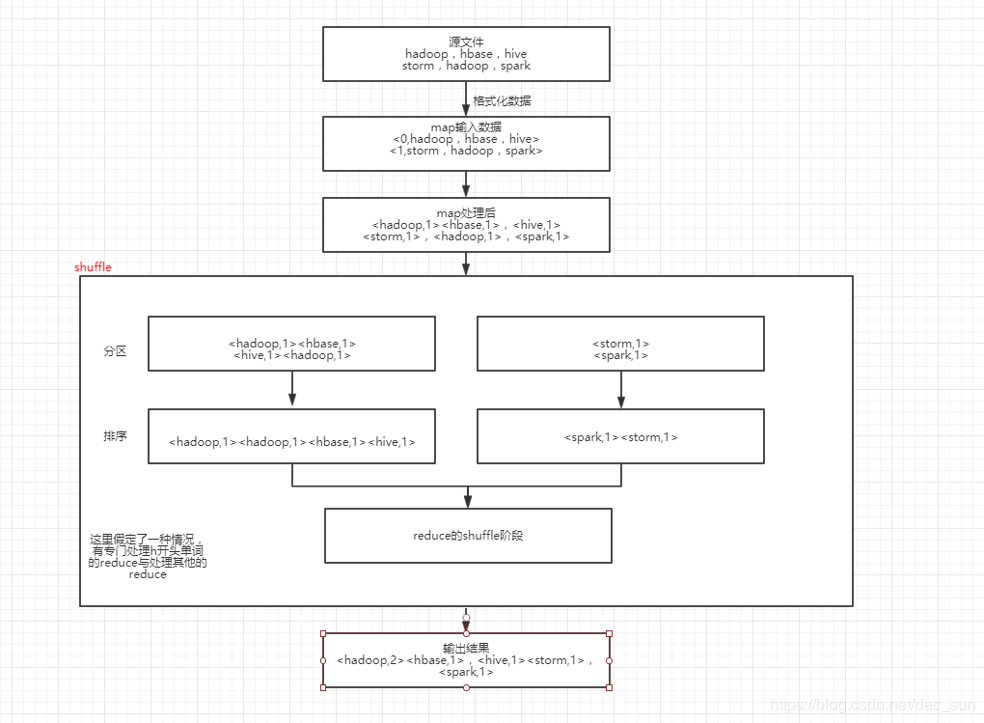 源文件
hadoop，hbase，hive
storm，hadoop，spark
格式化数据
map输入数据
<0,hadoop，hbase，hive>
<1,storm，hadoop，spark>
map处理后
<hadoop,1><hbase,1>，<hive,1>
<storm,1>，<hadoop,1>，<spark,1>
shuffle
分区
<hadoop,1><hbase,1>
<hive,1><hadoop,1>
<storm,1>
<spark,1>
排序
<hadoop,1><hadoop,1><hbase,1><hive,1>
<spark,1><storm,1>
reduce的shuffle阶段
这里假定了一种情况，
有专门处理h开头单词
的reduce与处理其他的
reduce
输出结果
<hadoop,2><hbase,1>，<hive,1><storm,1>，
<spark,1>
https://blog.csdn.net/dec_sun